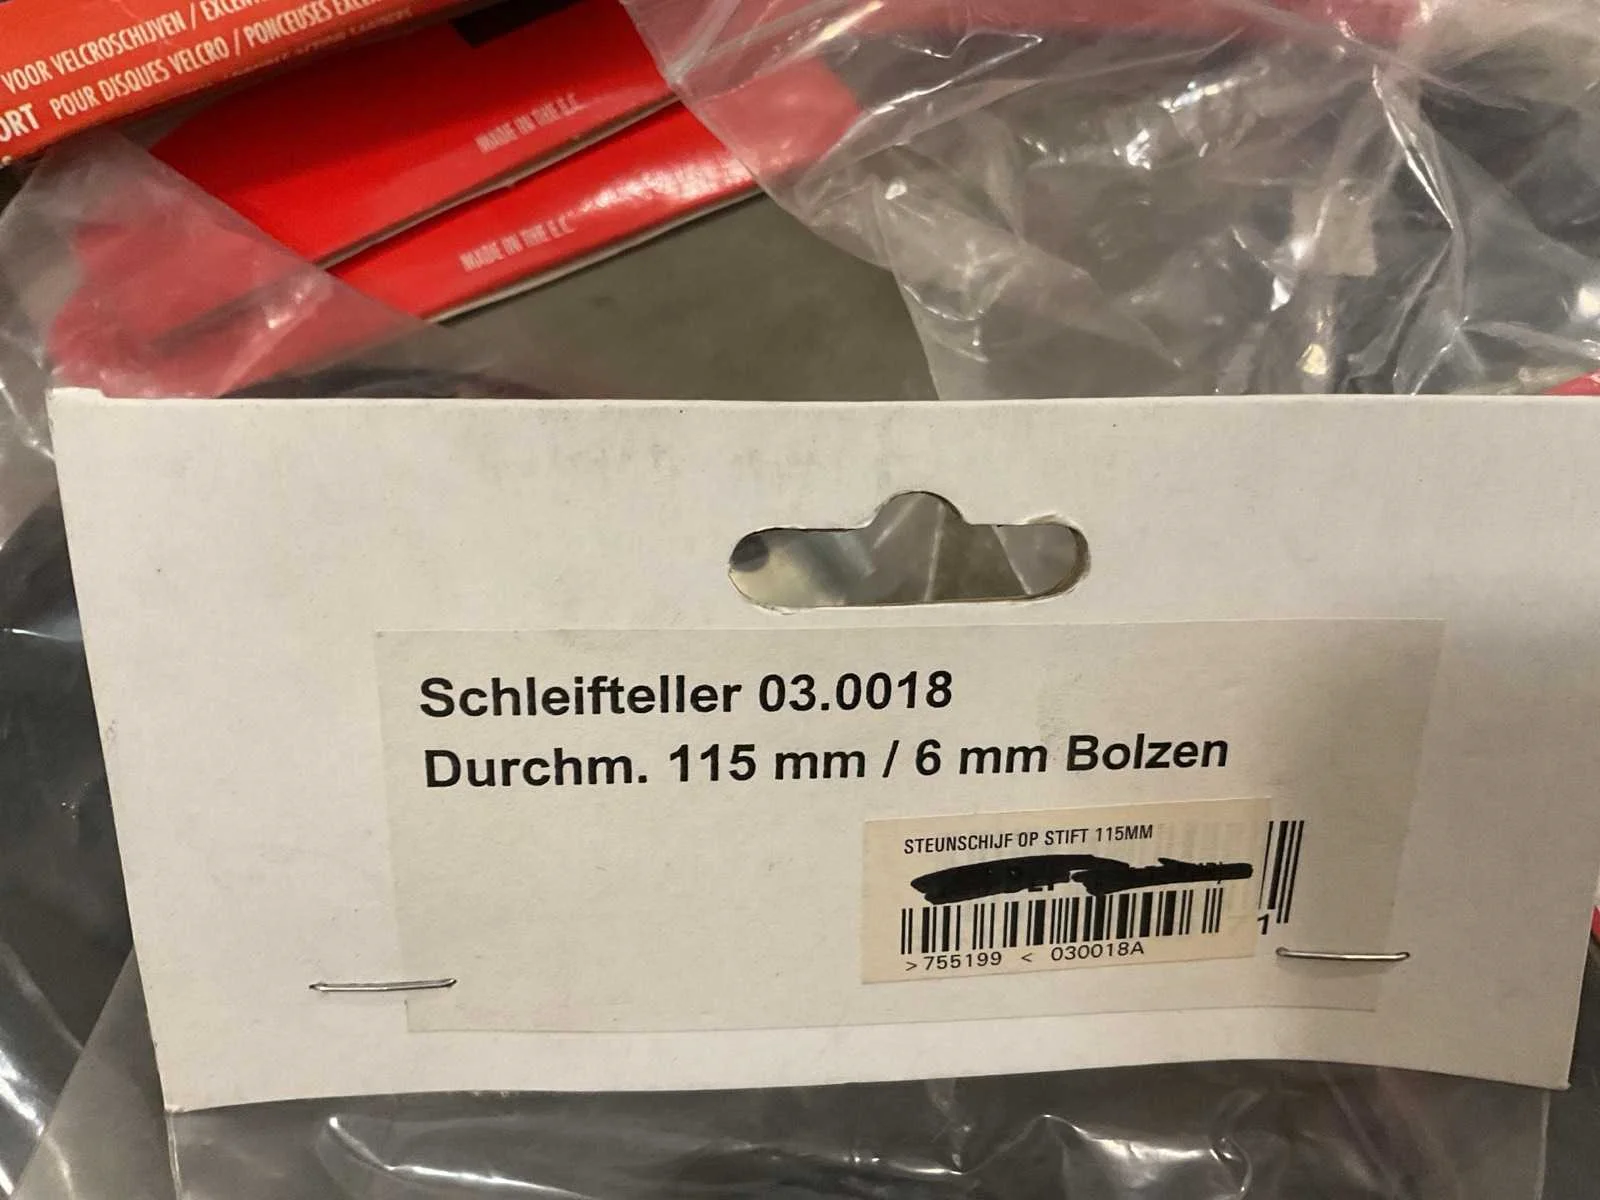 VOOR VELCROSCHIJVEN /
ORT POUR DISQUES VELCRO / PONCEUSES
MADE IN THE E.C.
MADE IN THE E.C.
Schleifteller 03.0018
Durchm. 115 mm / 6 mm Bolzen
STEUNSCHIJF OP STIFT 115MM
1
>755199 < 030018A